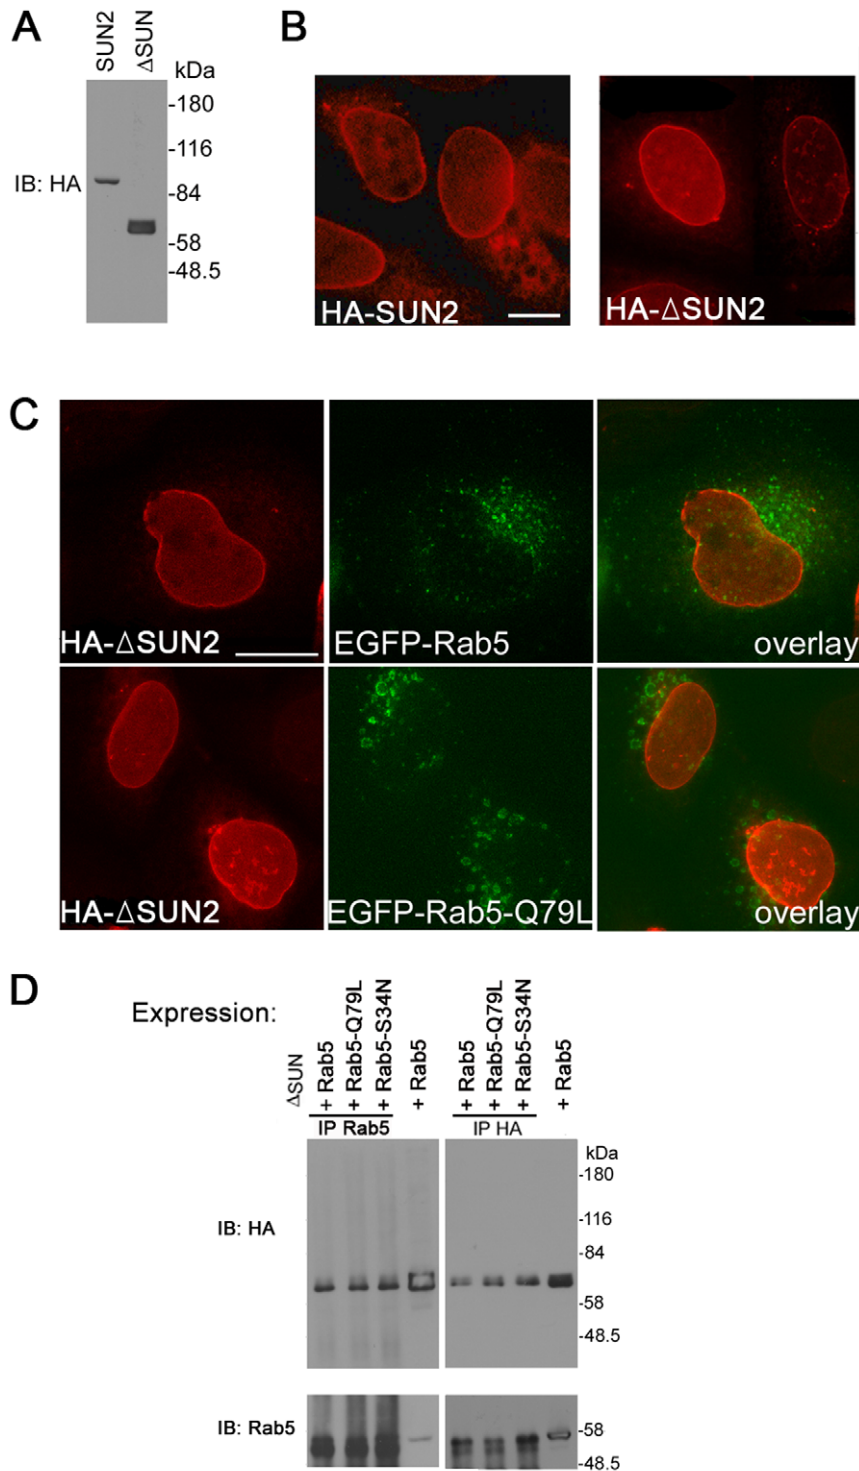 A
SUN2
ΔSUN
kDa
-180
-116
IB: HA
-84
-58
-48.5
B
HA-SUN2
HA-ΔSUN2
C
HA-ΔSUN2
EGFP-Rab5
overlay
HA-ΔSUN2
EGFP-Rab5-Q79L
overlay
D
Expression:
ΔSUN
+ Rab5
+ Rab5-Q79L
+ Rab5-S34N
+ Rab5
+ Rab5
+ Rab5-Q79L
+ Rab5-S34N
+ Rab5
IP Rab5
IP HA
kDa
-180
IB: HA
-116
-84
-58
-48.5
IB: Rab5
-58
-48.5